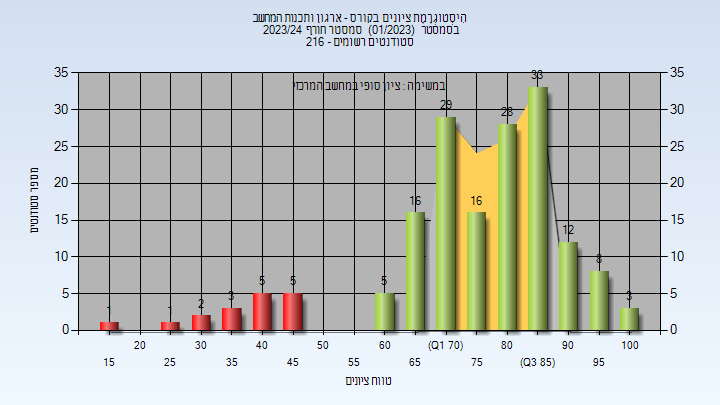 היסטוגרמת ציונים בקורס - ארגון ותכנות המחשב
בסמסטר (01/2023) סמסטר חורף 2023/24
סטודנטים רשומים - 216
במשימה : ציון סופי במחשב המרכזי
מספר סטודנטים
35 30 25 20 15 10 5 0
1 1 2 3 5 5 5 16 29 16 28 33 12 8 3
35 30 25 20 15 10 5 0
20 30 40 50 60 (Q1 70) 80 90 100
15 25 35 45 55 65 75 (Q3 85) 95
טווח ציונים